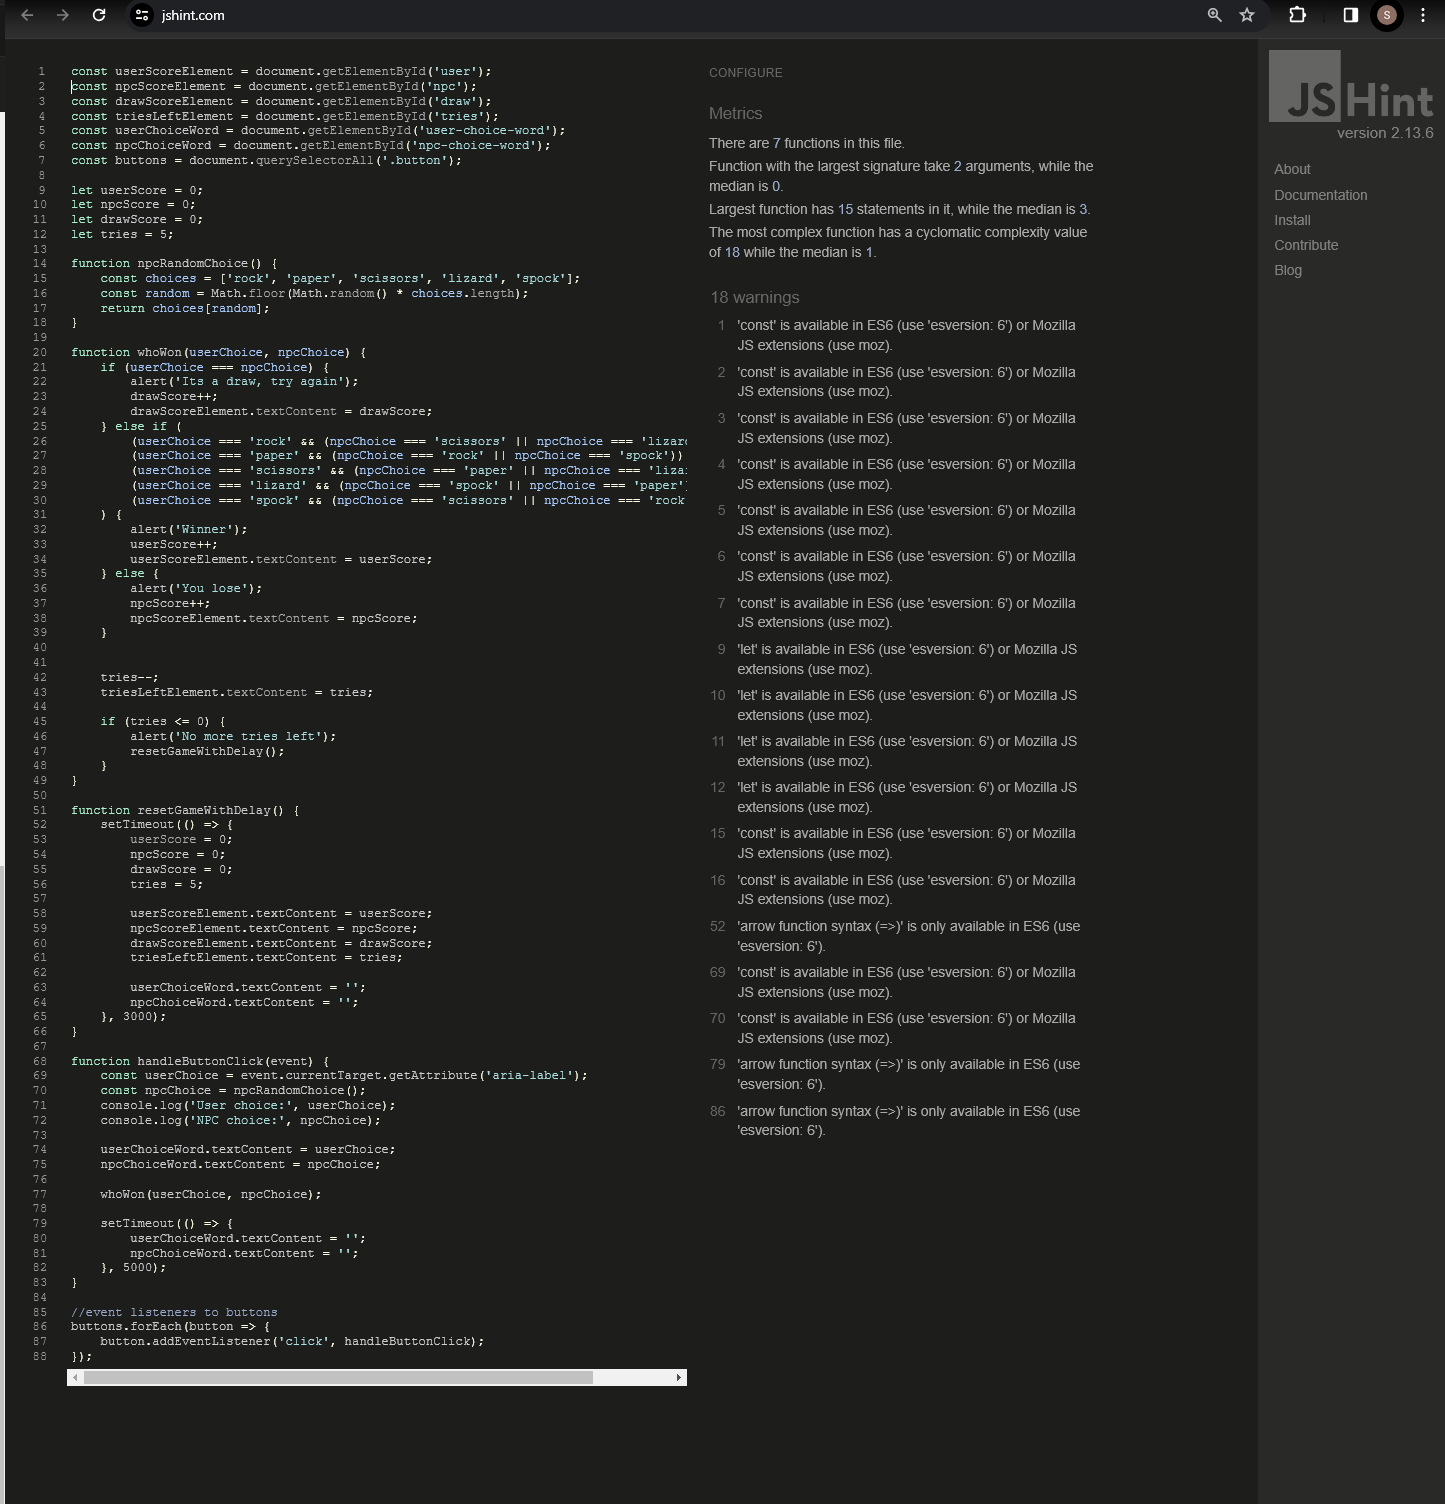 jshint.com
S
1 const userScoreElement = document.getElementById('user');
2 const npcScoreElement = document.getElementById('npc');
3 const drawScoreElement = document.getElementById('draw');
4 const triesLeftElement = document.getElementById('tries');
5 const userChoiceWord = document.getElementById('user-choice-word');
6 const npcChoiceWord = document.getElementById('npc-choice-word');
7 const buttons = document.querySelectorAll('.button');
8
9 let userScore = 0;
10 let npcScore = 0;
11 let drawScore = 0;
12 let tries = 5;
13
14 function npcRandomChoice() {
15     const choices = ['rock', 'paper', 'scissors', 'lizard', 'spock'];
16     const random = Math.floor(Math.random() * choices.length);
17     return choices[random];
18 }
19
20 function whoWon(userChoice, npcChoice) {
21     if (userChoice === npcChoice) {
22         alert('Its a draw, try again');
23         drawScore++;
24         drawScoreElement.textContent = drawScore;
25     } else if (
26         (userChoice === 'rock' && (npcChoice === 'scissors' || npcChoice === 'lizar
27         (userChoice === 'paper' && (npcChoice === 'rock' || npcChoice === 'spock'))
28         (userChoice === 'scissors' && (npcChoice === 'paper' || npcChoice === 'liza
29         (userChoice === 'lizard' && (npcChoice === 'spock' || npcChoice === 'paper'
30         (userChoice === 'spock' && (npcChoice === 'scissors' || npcChoice === 'rock
31     ) {
32         alert('Winner');
33         userScore++;
34         userScoreElement.textContent = userScore;
35     } else {
36         alert('You lose');
37         npcScore++;
38         npcScoreElement.textContent = npcScore;
39     }
40
41
42     tries--;
43     triesLeftElement.textContent = tries;
44
45     if (tries <= 0) {
46         alert('No more tries left');
47         resetGameWithDelay();
48     }
49 }
50
51 function resetGameWithDelay() {
52     setTimeout(() => {
53         userScore = 0;
54         npcScore = 0;
55         drawScore = 0;
56         tries = 5;
57
58         userScoreElement.textContent = userScore;
59         npcScoreElement.textContent = npcScore;
60         drawScoreElement.textContent = drawScore;
61         triesLeftElement.textContent = tries;
62
63         userChoiceWord.textContent = '';
64         npcChoiceWord.textContent = '';
65     }, 3000);
66 }
67
68 function handleButtonClick(event) {
69     const userChoice = event.currentTarget.getAttribute('aria-label');
70     const npcChoice = npcRandomChoice();
71     console.log('User choice:', userChoice);
72     console.log('NPC choice:', npcChoice);
73
74     userChoiceWord.textContent = userChoice;
75     npcChoiceWord.textContent = npcChoice;
76
77     whoWon(userChoice, npcChoice);
78
79     setTimeout(() => {
80         userChoiceWord.textContent = '';
81         npcChoiceWord.textContent = '';
82     }, 5000);
83 }
84
85 //event listeners to buttons
86 buttons.forEach(button => {
87     button.addEventListener('click', handleButtonClick);
88 });
CONFIGURE
Metrics
There are 7 functions in this file.
Function with the largest signature take 2 arguments, while the
median is 0.
Largest function has 15 statements in it, while the median is 3.
The most complex function has a cyclomatic complexity value
of 18 while the median is 1.
18 warnings
1 'const' is available in ES6 (use 'esversion: 6') or Mozilla
JS extensions (use moz).
2 'const' is available in ES6 (use 'esversion: 6') or Mozilla
JS extensions (use moz).
3 'const' is available in ES6 (use 'esversion: 6') or Mozilla
JS extensions (use moz).
4 'const' is available in ES6 (use 'esversion: 6') or Mozilla
JS extensions (use moz).
5 'const' is available in ES6 (use 'esversion: 6') or Mozilla
JS extensions (use moz).
6 'const' is available in ES6 (use 'esversion: 6') or Mozilla
JS extensions (use moz).
7 'const' is available in ES6 (use 'esversion: 6') or Mozilla
JS extensions (use moz).
9 'let' is available in ES6 (use 'esversion: 6') or Mozilla JS
extensions (use moz).
10 'let' is available in ES6 (use 'esversion: 6') or Mozilla JS
extensions (use moz).
11 'let' is available in ES6 (use 'esversion: 6') or Mozilla JS
extensions (use moz).
12 'let' is available in ES6 (use 'esversion: 6') or Mozilla JS
extensions (use moz).
15 'const' is available in ES6 (use 'esversion: 6') or Mozilla
JS extensions (use moz).
16 'const' is available in ES6 (use 'esversion: 6') or Mozilla
JS extensions (use moz).
52 'arrow function syntax (=>)' is only available in ES6 (use
'esversion: 6').
69 'const' is available in ES6 (use 'esversion: 6') or Mozilla
JS extensions (use moz).
70 'const' is available in ES6 (use 'esversion: 6') or Mozilla
JS extensions (use moz).
79 'arrow function syntax (=>)' is only available in ES6 (use
'esversion: 6').
86 'arrow function syntax (=>)' is only available in ES6 (use
'esversion: 6').
JS Hint
version 2.13.6
About
Documentation
Install
Contribute
Blog